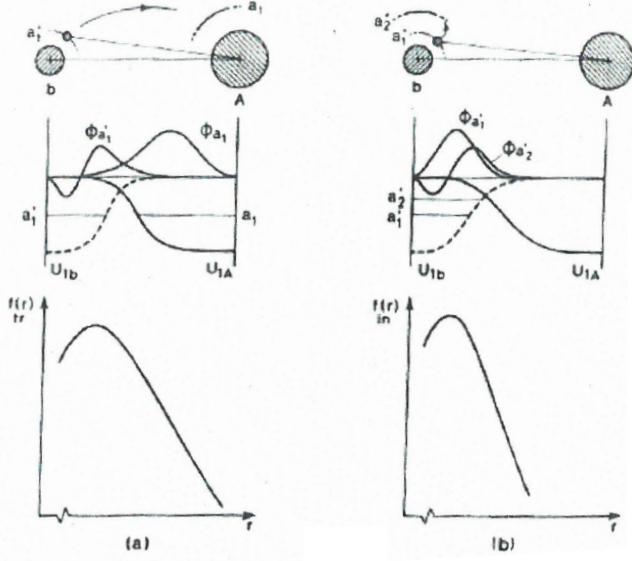 a₁' a₁
b A
ϕa₁' ϕa₁
a₁' a₁
U₁b U₁A
f(r)
tr
r
(a)
a₂'
a₁'
b A
ϕa₁'
ϕa₂'
a₂'
a₁'
U₁b U₁A
f(r)
in
r
(b)